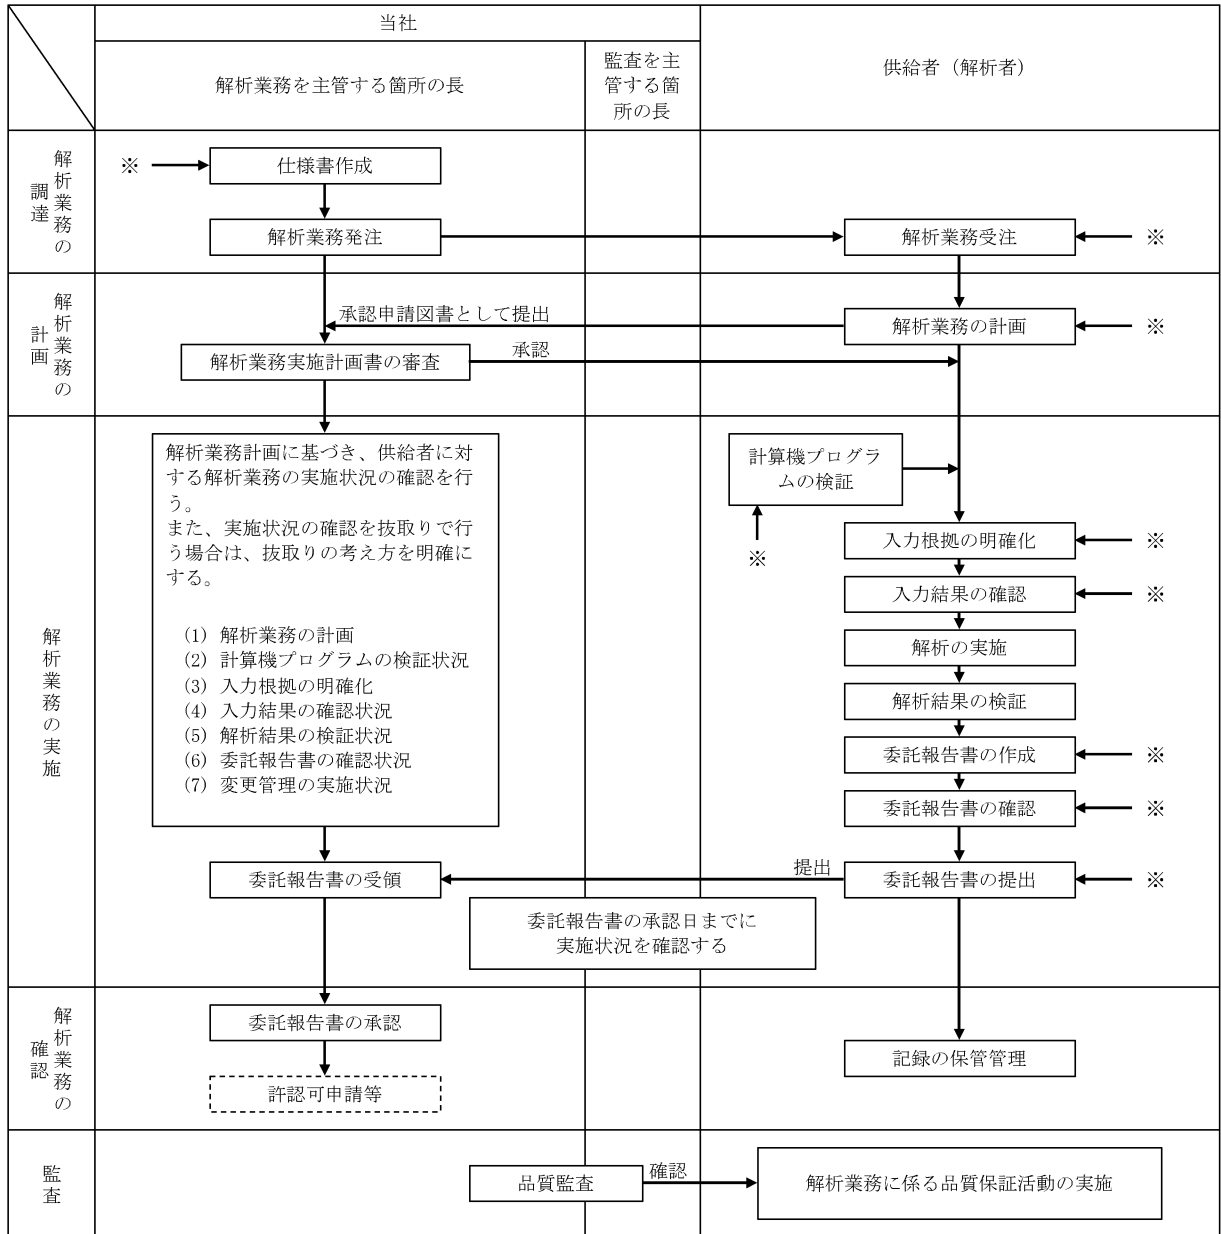 当社
解析業務を主管する箇所の長
監査を主
管する箇
所の長
供給者（解析者）
解析業務の
調達
※
仕様書作成
解析業務発注
解析業務受注
※
解析業務の
計画
承認申請図書として提出
解析業務の計画
※
解析業務実施計画書の審査
承認
解析業務の実施
解析業務計画に基づき、供給者に対
する解析業務の実施状況の確認を行
う。
また、実施状況の確認を抜取りで行
う場合は、抜取りの考え方を明確に
する。
(1) 解析業務の計画
(2) 計算機プログラムの検証状況
(3) 入力根拠の明確化
(4) 入力結果の確認状況
(5) 解析結果の検証状況
(6) 委託報告書の確認状況
(7) 変更管理の実施状況
計算機プログラ
ムの検証
※
入力根拠の明確化
※
入力結果の確認
※
解析の実施
解析結果の検証
委託報告書の作成
※
委託報告書の確認
※
委託報告書の受領
提出
委託報告書の提出
※
委託報告書の承認日までに
実施状況を確認する
解析業務の
確認
委託報告書の承認
記録の保管管理
許認可申請等
監査
品質監査
確認
解析業務に係る品質保証活動の実施